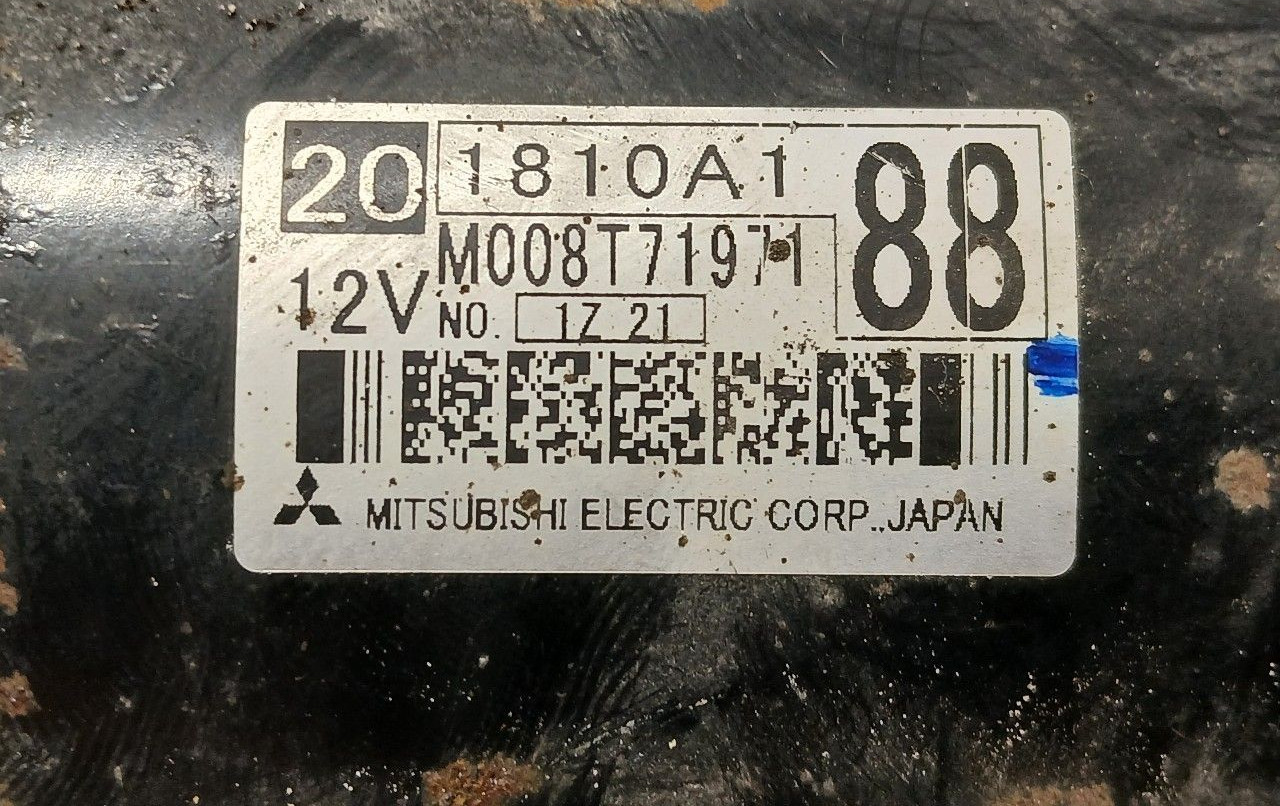 20 1810A1 88
M008T71971
12V NO. 1Z 21
MITSUBISHI ELECTRIC CORP., JAPAN